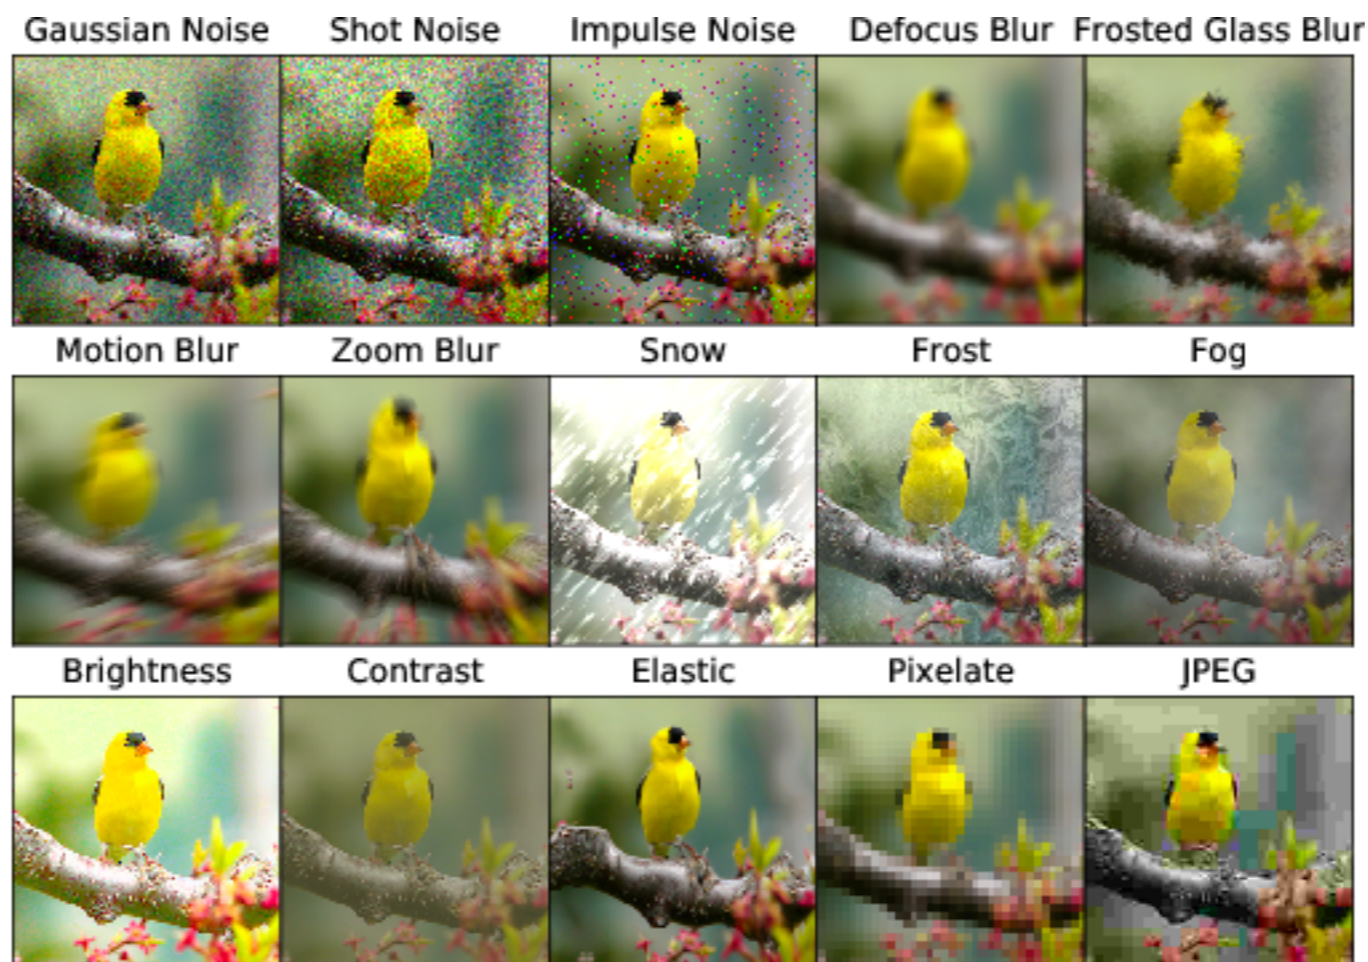 Gaussian Noise Shot Noise Impulse Noise Defocus Blur Frosted Glass Blur
Motion Blur Zoom Blur Snow Frost Fog
Brightness Contrast Elastic Pixelate JPEG